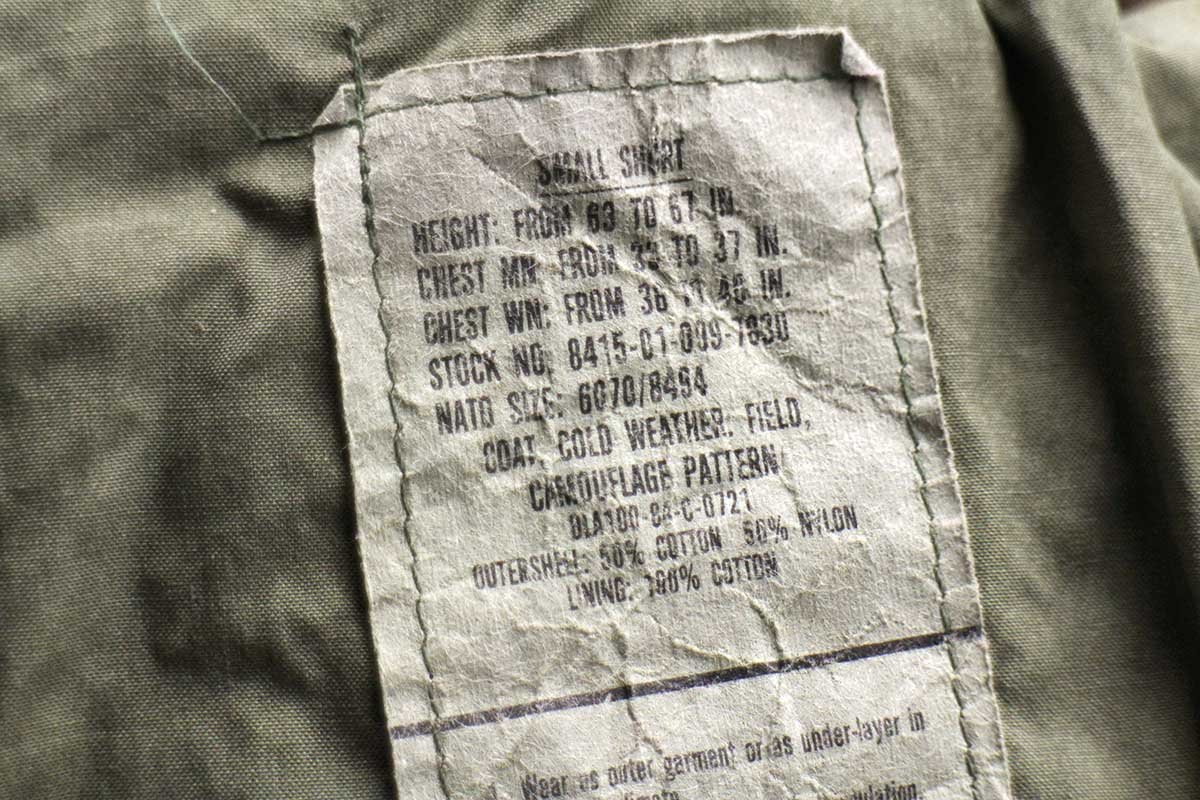 SMALL SHORT
HEIGHT: FROM 63 TO 67 IN.
CHEST MN: FROM 33 TO 37 IN.
CHEST WN: FROM 36 TO 40 IN.
STOCK NO. 8415-01-099-7830
NATO SIZE: 6070/8494
COAT, COLD WEATHER, FIELD,
CAMOUFLAGE PATTERN
DLA100-84-C-0721
OUTERSHELL: 50% COTTON 50% NYLON
LINING: 100% COTTON
Wear as outer garment or as under-layer in